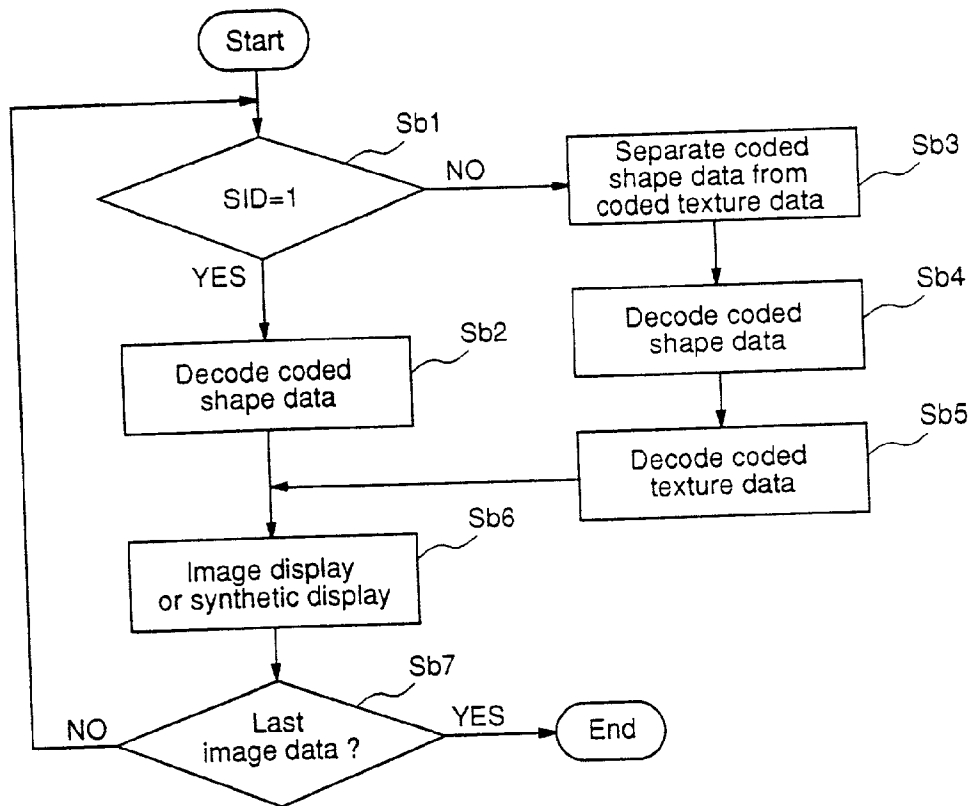 Start
Sb1
SID=1
NO
YES
Separate coded
shape data from
coded texture data
Sb3
Decode coded
shape data
Sb4
Sb2
Decode coded
shape data
Decode coded
texture data
Sb5
Sb6
Image display
or synthetic display
Sb7
Last
image data ?
NO
YES
End